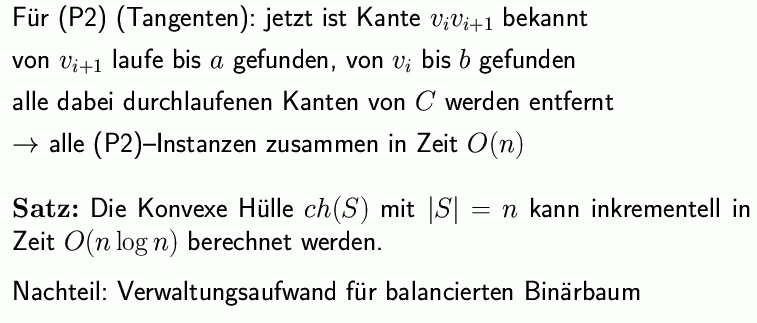 Für (P2) (Tangenten): jetzt ist Kante $v_i v_{i+1}$ bekannt
von $v_{i+1}$ laufe bis $a$ gefunden, von $v_i$ bis $b$ gefunden
alle dabei durchlaufenen Kanten von $C$ werden entfernt
→ alle (P2)–Instanzen zusammen in Zeit $O(n)$
Satz: Die Konvexe Hülle $ch(S)$ mit $|S| = n$ kann inkrementell in
Zeit $O(n \log n)$ berechnet werden.
Nachteil: Verwaltungsaufwand für balancierten Binärbaum